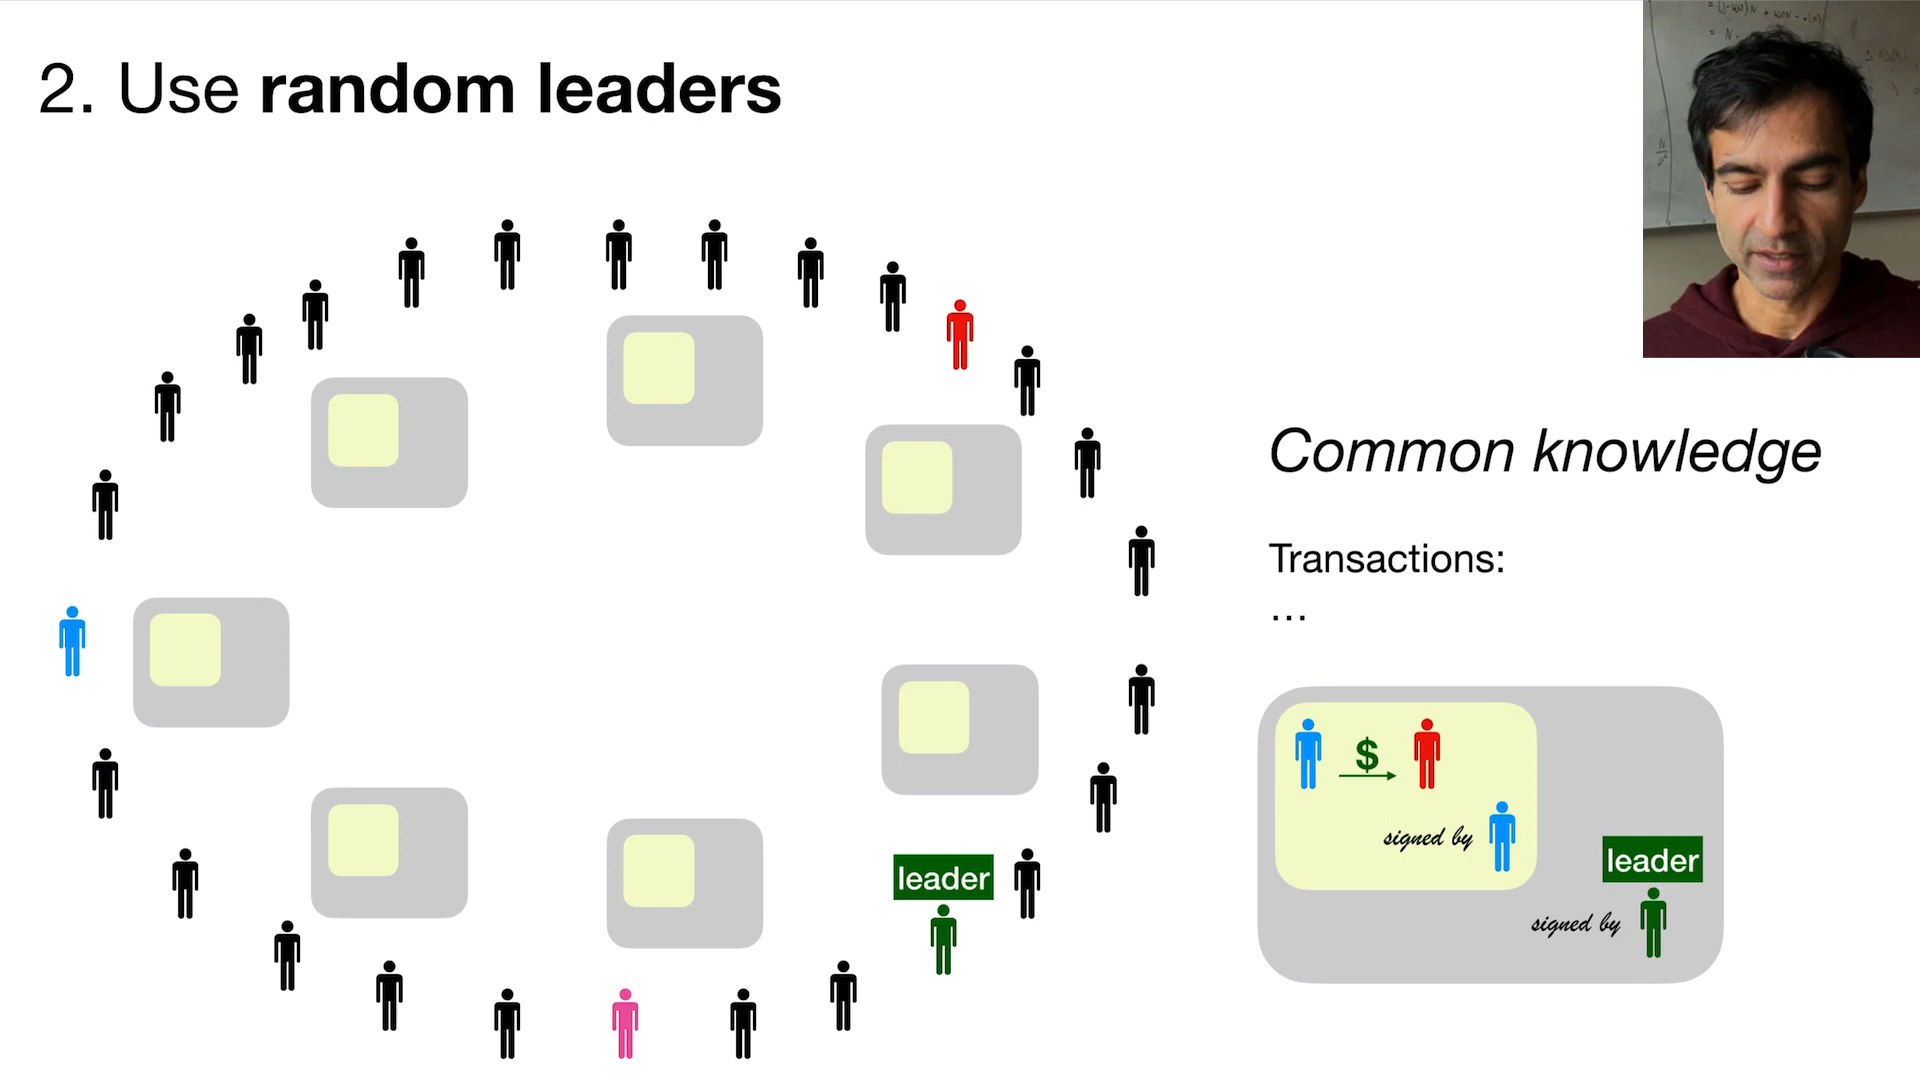 2. Use random leaders
Common knowledge
Transactions:
...
$
signed by
leader
signed by
leader